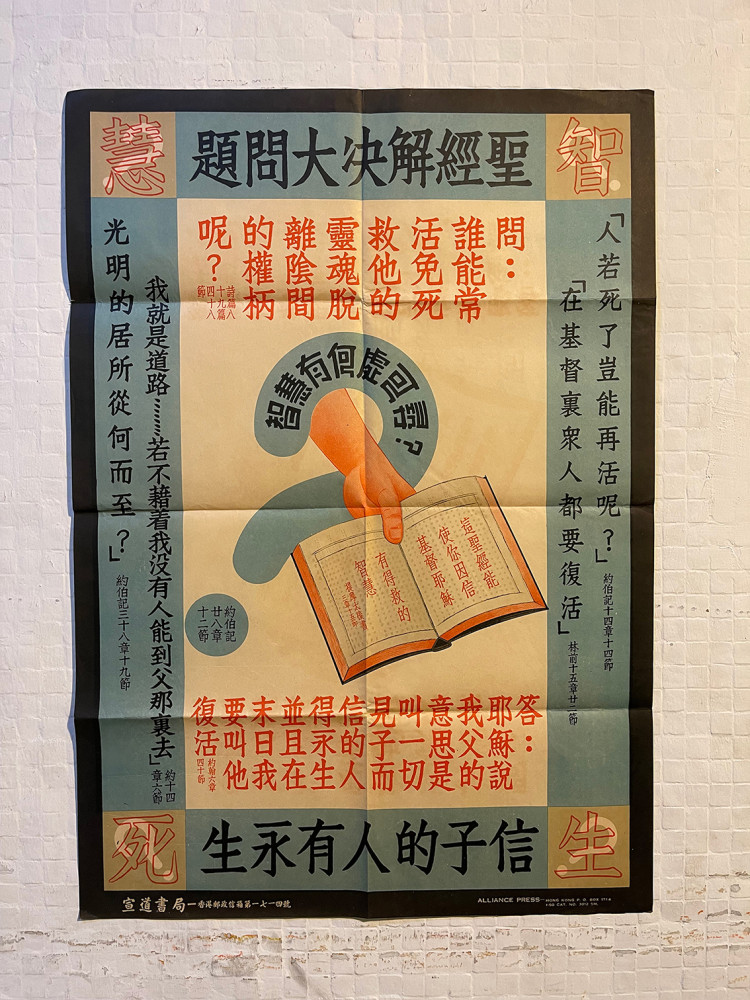 智
聖經解决大問題
慧
「人若死了豈能再活呢?」約伯記十四章十四節
「在基督裏衆人都要復活」林前十五章廿二節
問:
誰能常
活免死
救他的
靈魂脫
離陰間
的權柄
呢?
詩篇八
十九篇
四十八
節
智慧有何處可尋?
這聖經能
使你因信
基督耶穌
有得救的
智慧
約伯記
廿八章
十二節
答:
耶穌說
我父的
意思是
叫一切
見子而
信的人
得永生
並且在
末日我
要叫他
復活
約翰六章
四十節
我就是道路……若不藉着我没有人能到父那裏去」
約十四
章六節
光明的居所從何而至?」約伯記三十八章十九節
生
信子的人有永生
死
宣道書局—香港郵政信箱第一七一四號
ALLIANCE PRESS—HONG KONG P. O. BOX 1714